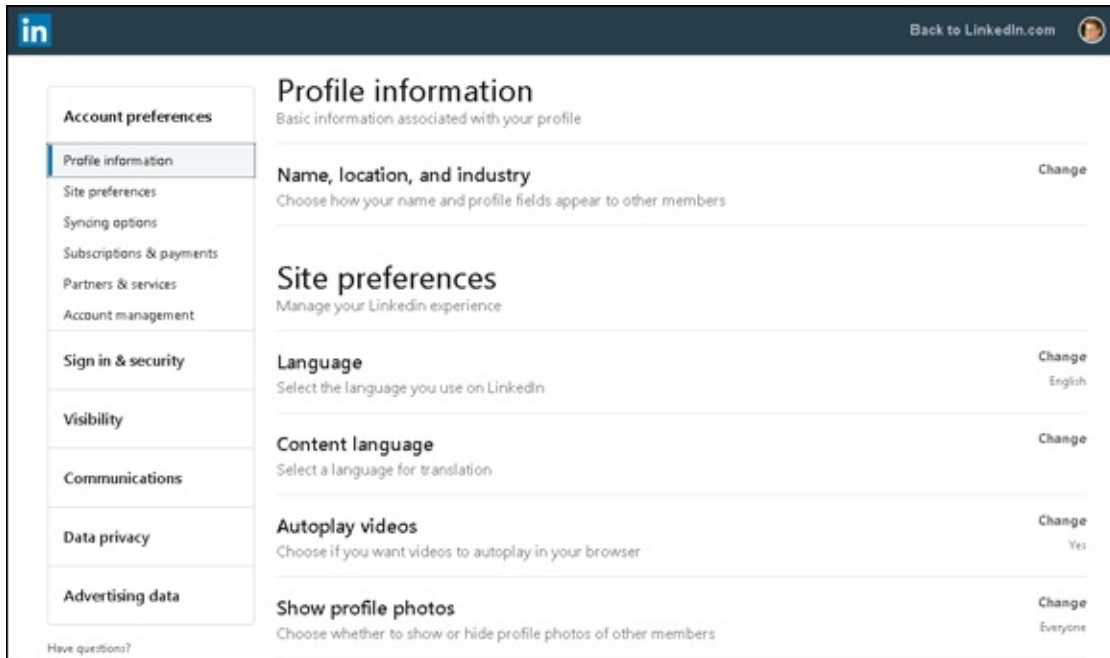 in
Back to LinkedIn.com
Account preferences
Profile information
Site preferences
Syncing options
Subscriptions & payments
Partners & services
Account management
Sign in & security
Visibility
Communications
Data privacy
Advertising data
Have questions?
Profile information
Basic information associated with your profile
Name, location, and industry
Change
Choose how your name and profile fields appear to other members
Site preferences
Manage your Linkedin experience
Language
Change
Select the language you use on LinkedIn
English
Content language
Change
Select a language for translation
Autoplay videos
Change
Choose if you want videos to autoplay in your browser
Yes
Show profile photos
Change
Choose whether to show or hide profile photos of other members
Everyone